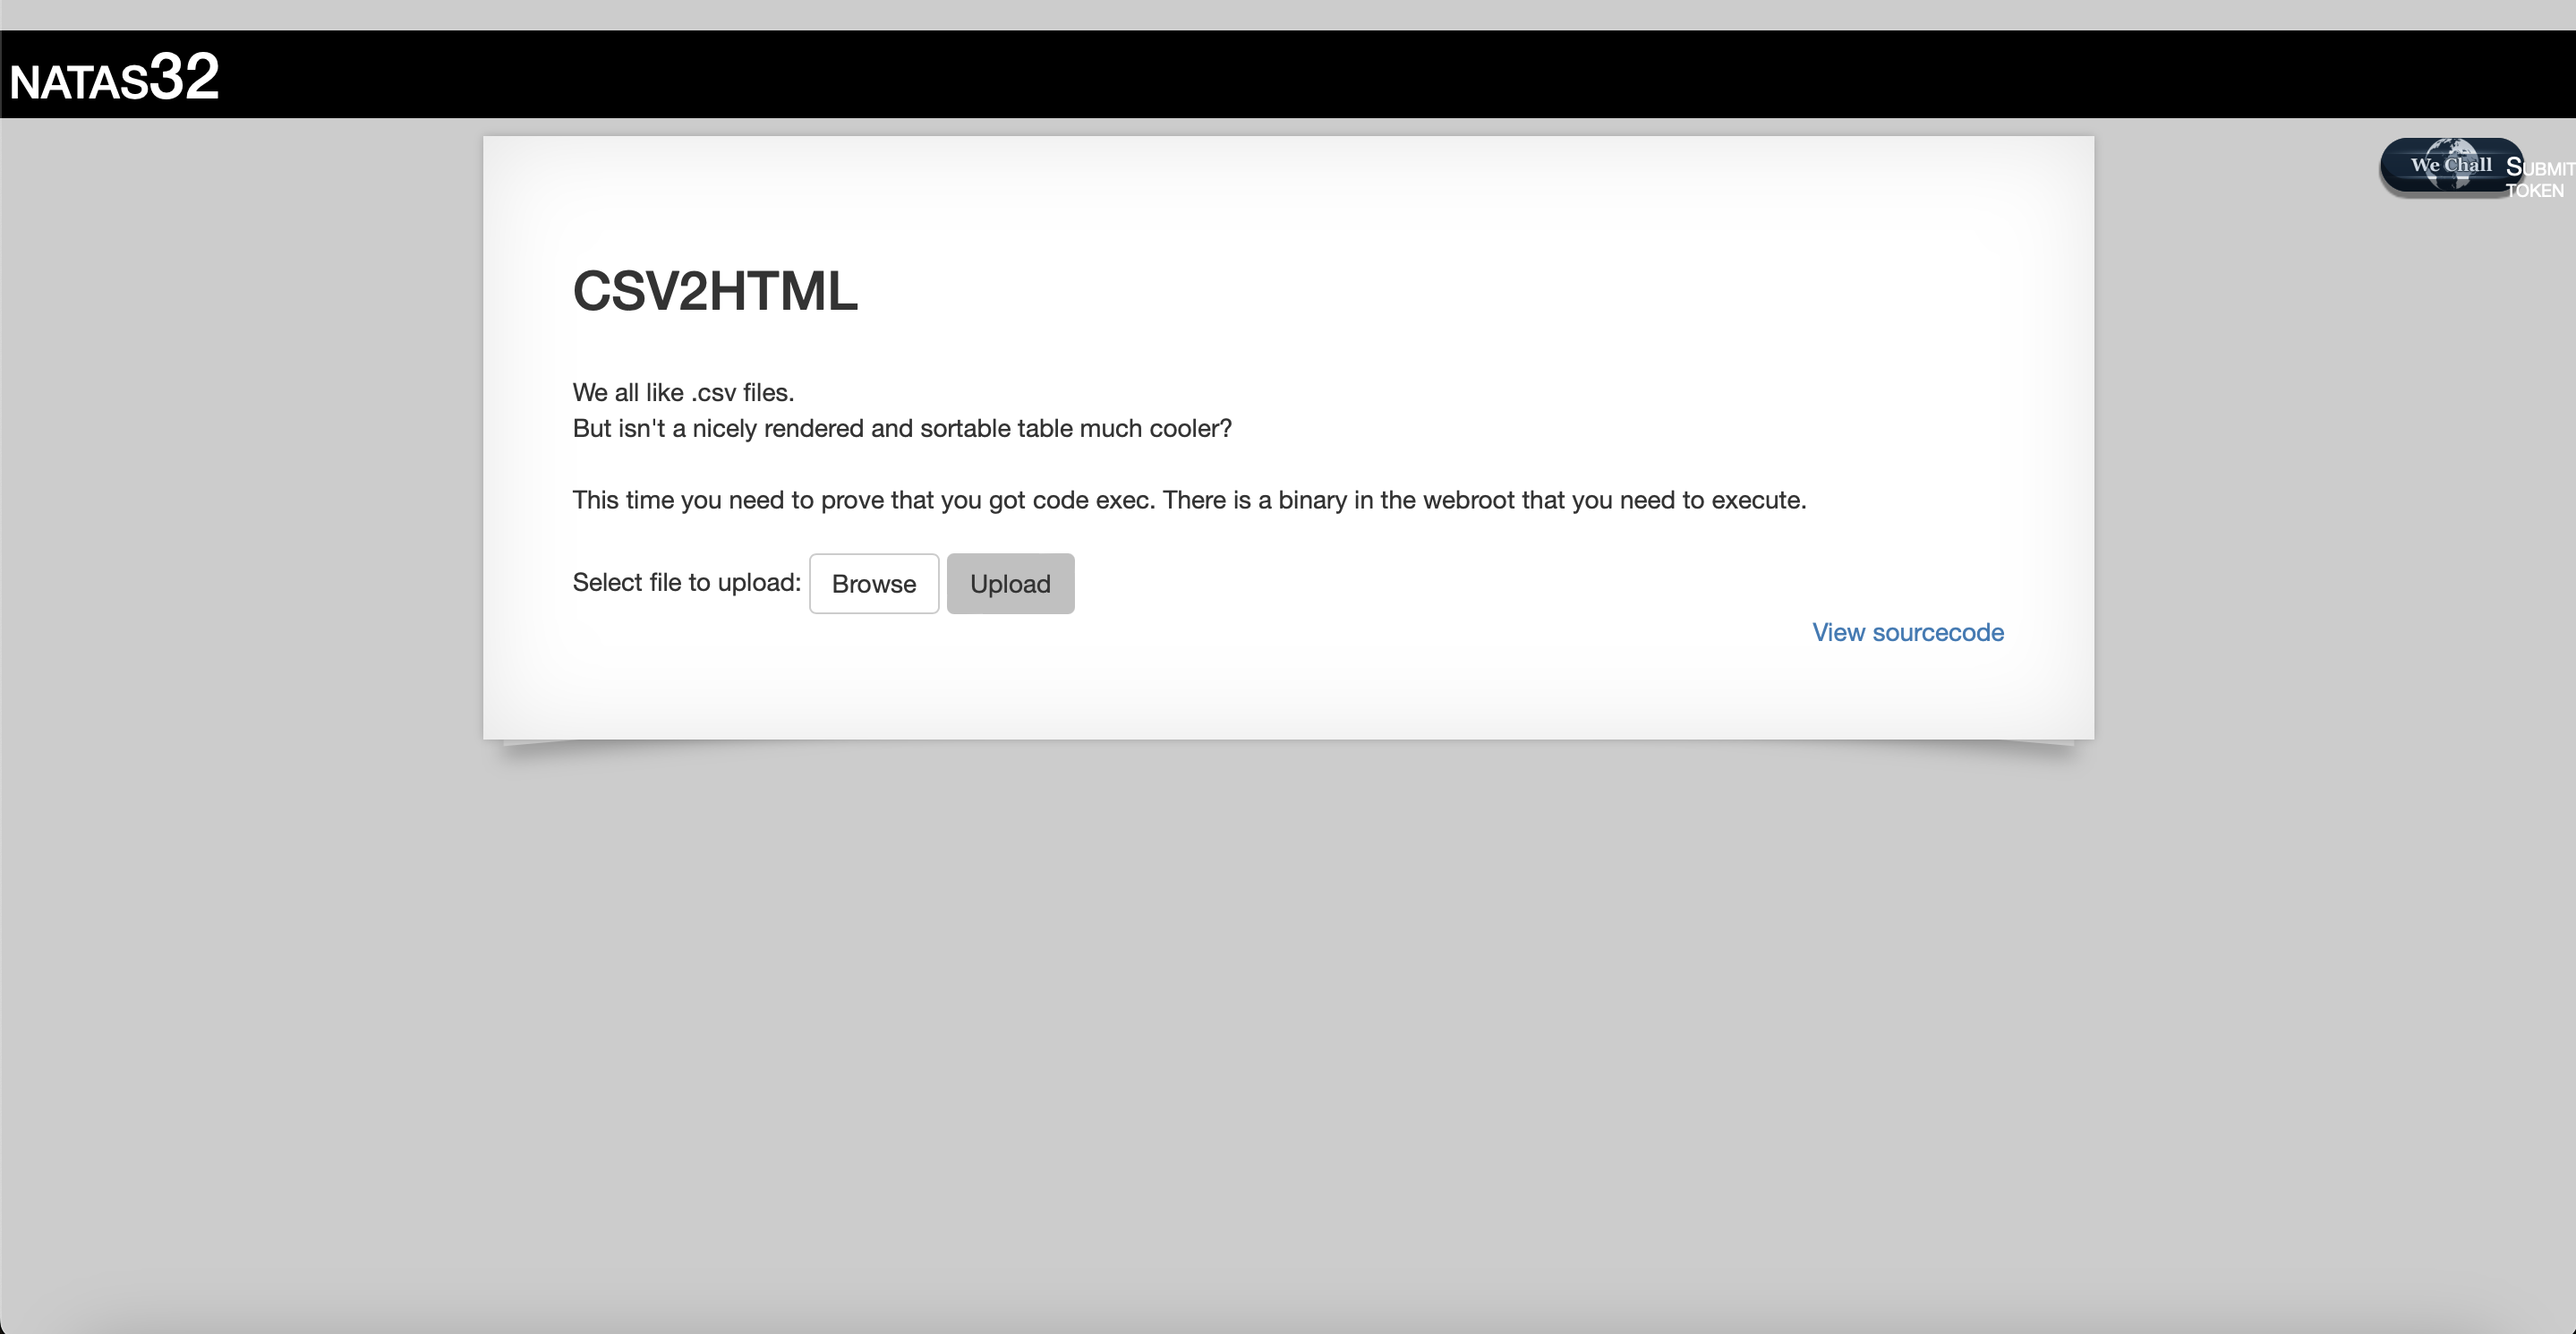 NATAS32
We Chall
SUBMIT
TOKEN
CSV2HTML
We all like .csv files.
But isn't a nicely rendered and sortable table much cooler?
This time you need to prove that you got code exec. There is a binary in the webroot that you need to execute.
Select file to upload: Browse Upload
View sourcecode